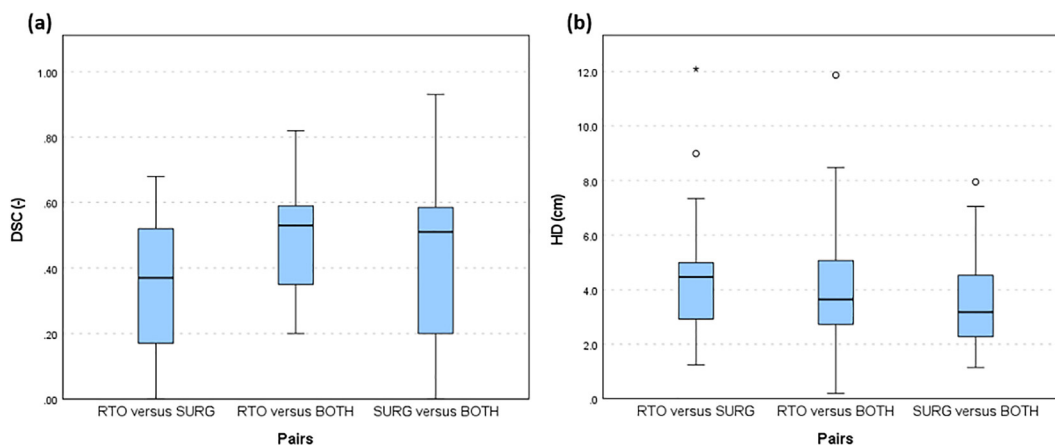 (a)
1.00
.80
.60
.40
.20
.00
DSC (-)
RTO versus SURG RTO versus BOTH SURG versus BOTH
Pairs
(b)
12.0
10.0
8.0
6.0
4.0
2.0
.0
HD (cm)
*
RTO versus SURG RTO versus BOTH SURG versus BOTH
Pairs